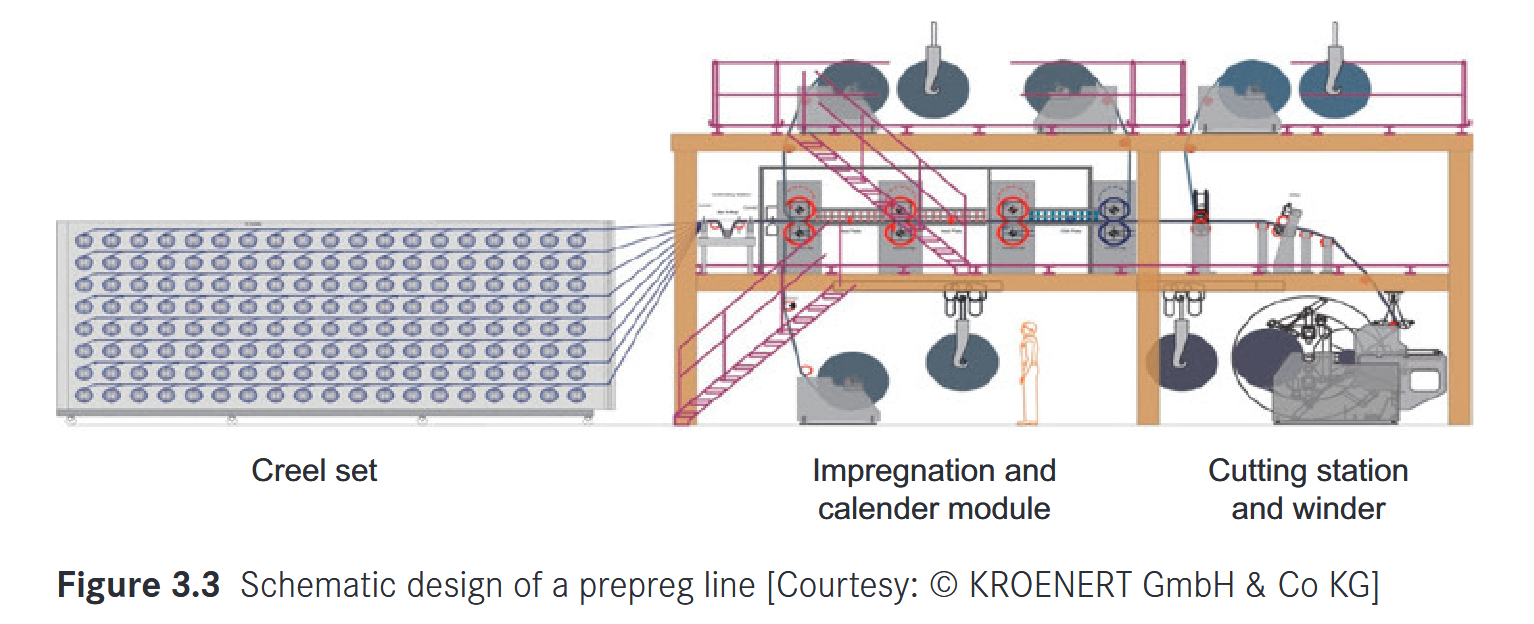 Creel set
Impregnation and
calender module
Cutting station
and winder
Figure 3.3 Schematic design of a prepreg line [Courtesy: © KROENERT GmbH & Co KG]